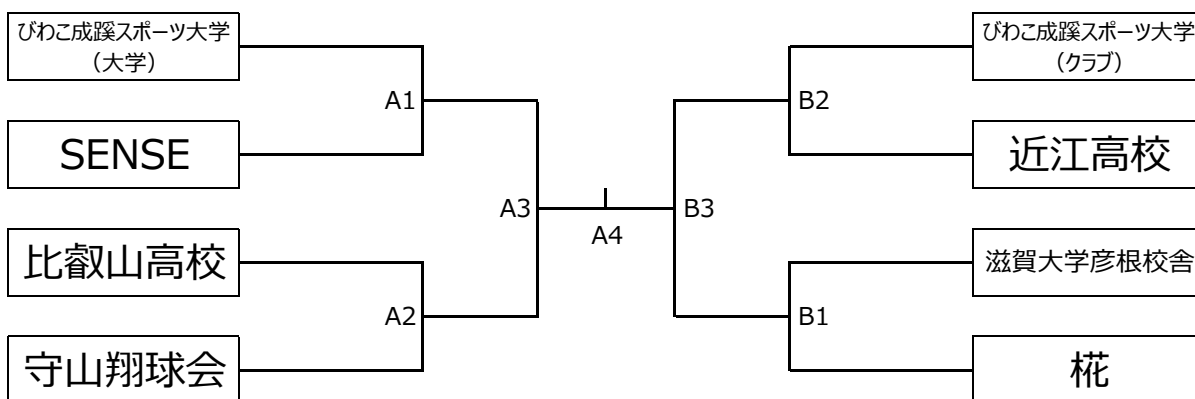 びわこ成蹊スポーツ大学
（大学）
SENSE
比叡山高校
守山翔球会
A1
A2
A3
A4
B3
B2
B1
びわこ成蹊スポーツ大学
（クラブ）
近江高校
滋賀大学彦根校舎
椛